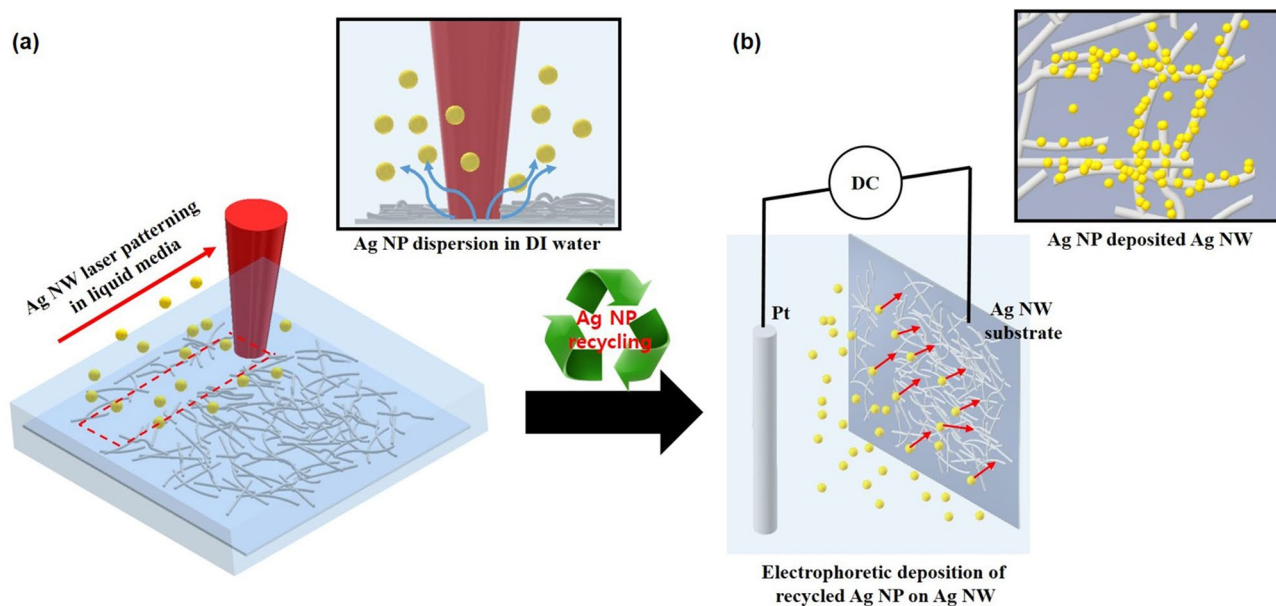 (a)
Ag NP dispersion in DI water
Ag NW laser patterning
in liquid media
Ag NP
recycling
(b)
DC
Pt
Ag NW
substrate
Ag NP deposited Ag NW
Electrophoretic deposition of
recycled Ag NP on Ag NW